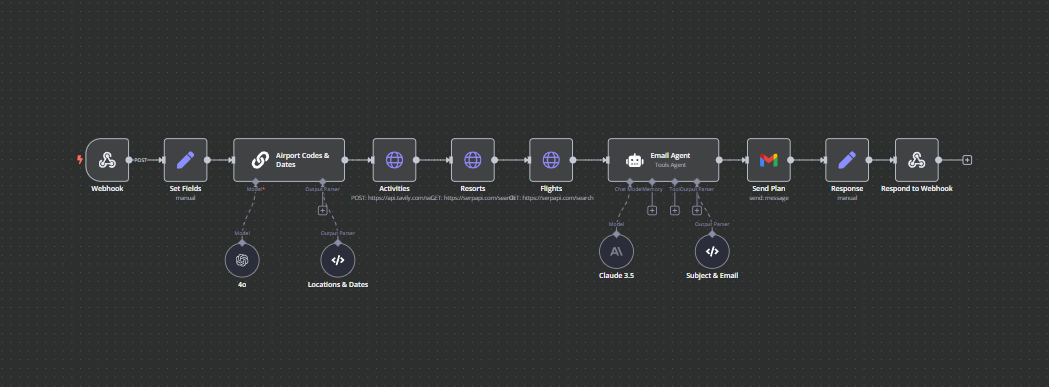 POST
Airport Codes &
Dates
Email Agent
Tools Agent
Webhook
Set Fields
manual
Model*
Output Parser
Activities
POST: https://api.tavily.com/se
Resorts
GET: https://serpapi.com/search
Flights
GET: https://serpapi.com/search
Chat Model
Memory
Tool
Output Parser
Send Plan
send: message
Response
manual
Respond to Webhook
Model
Output Parser
Model
Output Parser
4o
Locations & Dates
Claude 3.5
Subject & Email